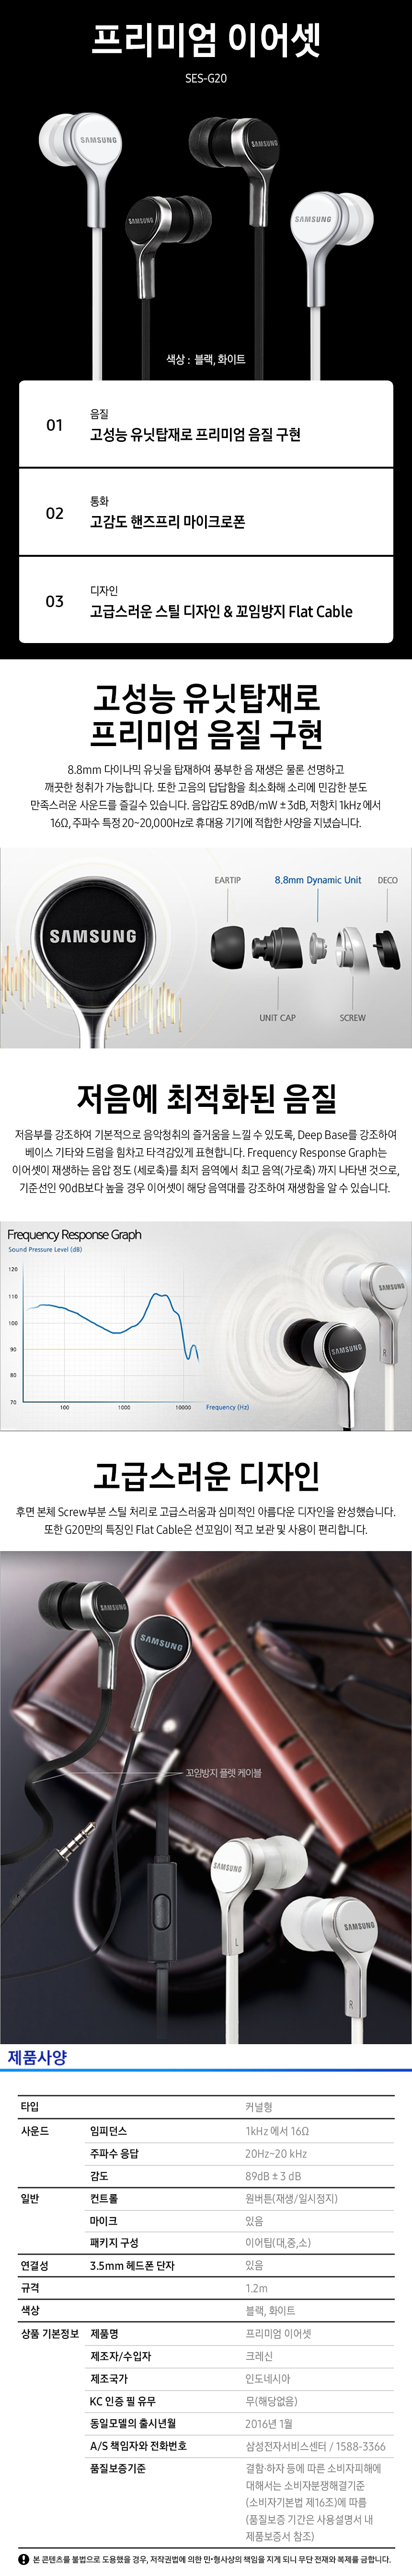 프리미엄 이어셋
SES-G20
SAMSUNG
SAMSUNG
SAMSUNG
SAMSUNG
색상 : 블랙, 화이트
01
음질
고성능 유닛탑재로 프리미엄 음질 구현
02
통화
고감도 핸즈프리 마이크로폰
03
디자인
고급스러운 스틸 디자인 & 꼬임방지 Flat Cable
고성능 유닛탑재로
프리미엄 음질 구현
8.8mm 다이나믹 유닛을 탑재하여 풍부한 음 재생은 물론 선명하고
깨끗한 청취가 가능합니다. 또한 고음의 답답함을 최소화해 소리에 민감한 분도
만족스러운 사운드를 즐길수 있습니다. 음압감도 89dB/mW ± 3dB, 저항치 1kHz 에서
16Ω, 주파수 특정 20~20,000Hz로 휴대용 기기에 적합한 사양을 지녔습니다.
SAMSUNG
EARTIP
8.8mm Dynamic Unit
DECO
UNIT CAP
SCREW
저음에 최적화된 음질
저음부를 강조하여 기본적으로 음악청취의 즐거움을 느낄 수 있도록, Deep Base를 강조하여
베이스 기타와 드럼을 힘차고 타격감있게 표현합니다. Frequency Response Graph는
이어셋이 재생하는 음압 정도 (세로축)를 최저 음역에서 최고 음역(가로축) 까지 나타낸 것으로,
기준선인 90dB보다 높을 경우 이어셋이 해당 음역대를 강조하여 재생함을 알 수 있습니다.
Frequency Response Graph
Sound Pressure Level (dB)
120
110
100
90
80
70
100
1000
10000
Frequency (Hz)
SAMSUNG
SAMSUNG
R
고급스러운 디자인
후면 본체 Screw부분 스틸 처리로 고급스러움과 심미적인 아름다운 디자인을 완성했습니다.
또한 G20만의 특징인 Flat Cable은 선꼬임이 적고 보관 및 사용이 편리합니다.
SAMSUNG
SAMSUNG
꼬임방지 플랫 케이블
SAMSUNG
SAMSUNG
L
R
제품사양
타입 커널형
사운드 임피던스 1kHz 에서 16Ω
주파수 응답 20Hz~20 kHz
감도 89dB ± 3 dB
일반 컨트롤 원버튼(재생/일시정지)
마이크 있음
패키지 구성 이어팁(대,중,소)
연결성 3.5mm 헤드폰 단자 있음
규격 1.2m
색상 블랙, 화이트
상품 기본정보 제품명 프리미엄 이어셋
제조자/수입자 크레신
제조국가 인도네시아
KC 인증 필 유무 무(해당없음)
동일모델의 출시년월 2016년 1월
A/S 책임자와 전화번호 삼성전자서비스센터 / 1588-3366
품질보증기준 결함·하자 등에 따른 소비자피해에
대해서는 소비자분쟁해결기준
(소비자기본법 제16조)에 따름
(품질보증 기간은 사용설명서 내
제품보증서 참조)
본 콘텐츠를 불법으로 도용했을 경우, 저작권법에 의한 민•형사상의 책임을 지게 되니 무단 전재와 복제를 금합니다.